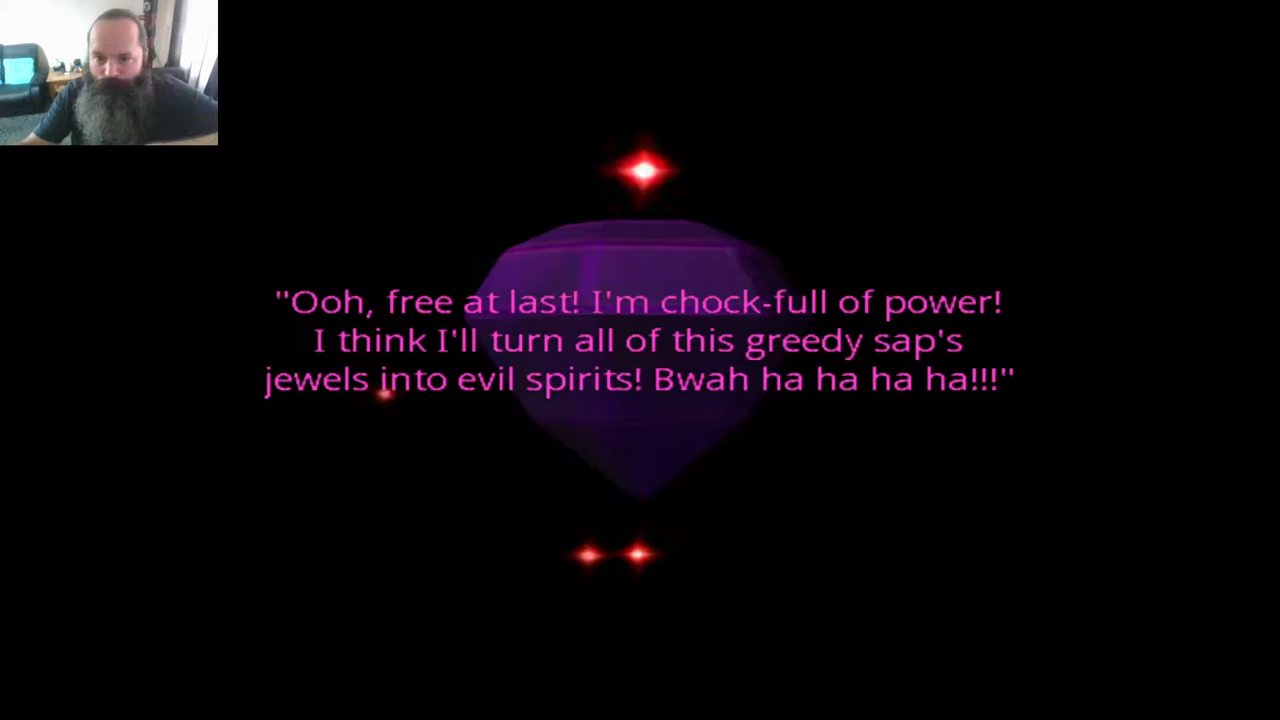 "Ooh, free at last! I'm chock-full of power!
I think I'll turn all of this greedy sap's
jewels into evil spirits! Bwah ha ha ha ha!!!"